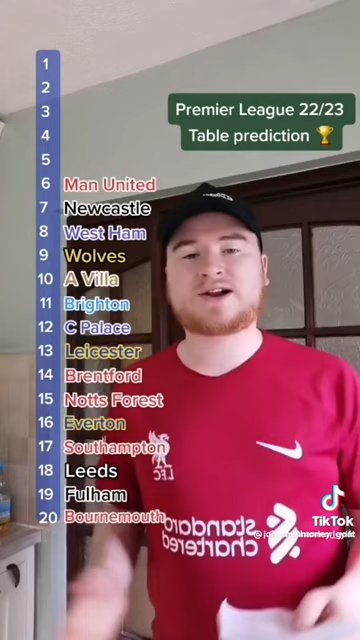 Premier League 22/23
Table prediction 🏆
1
2
3
4
5
6 Man United
7 Newcastle
8 West Ham
9 Wolves
10 A Villa
11 Brighton
12 C Palace
13 Leicester
14 Brentford
15 Notts Forest
16 Everton
17 Southampton
18 Leeds
19 Fulham
20 Bournemouth
L.F.C
standard
chartered
TikTok